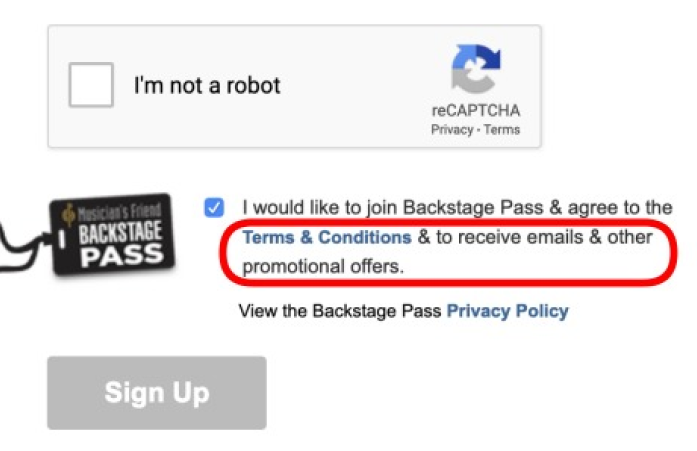 I'm not a robot
reCAPTCHA
Privacy - Terms
Musician's Friend
BACKSTAGE
PASS
I would like to join Backstage Pass & agree to the
Terms & Conditions & to receive emails & other
promotional offers.
View the Backstage Pass Privacy Policy
Sign Up